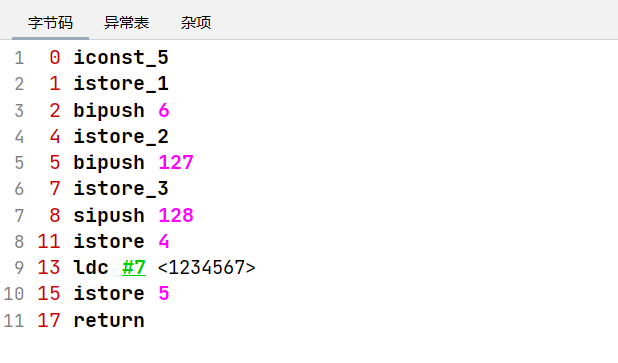 字节码 异常表 杂项
1 0 iconst_5
2 1 istore_1
3 2 bipush 6
4 4 istore_2
5 5 bipush 127
6 7 istore_3
7 8 sipush 128
8 11 istore 4
9 13 ldc #7 <1234567>
10 15 istore 5
11 17 return